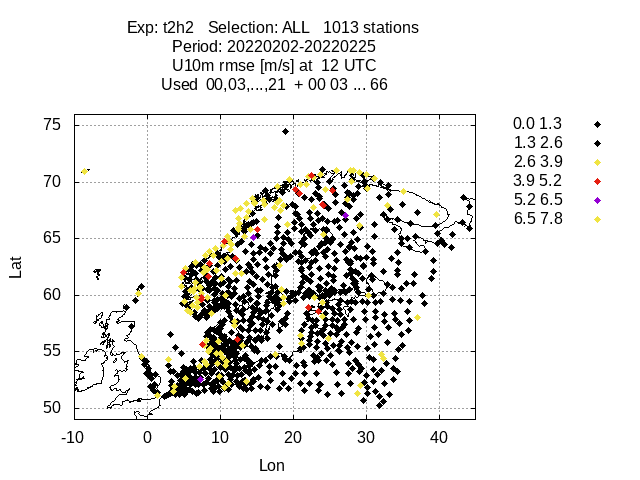 Exp: t2h2   Selection: ALL   1013 stations
Period: 20220202-20220225
U10m rmse [m/s] at  12 UTC
Used  00,03,...,21  + 00 03 ... 66
0.0 1.3
1.3 2.6
2.6 3.9
3.9 5.2
5.2 6.5
6.5 7.8
75
70
65
60
55
50
Lat
-10 0 10 20 30 40
Lon